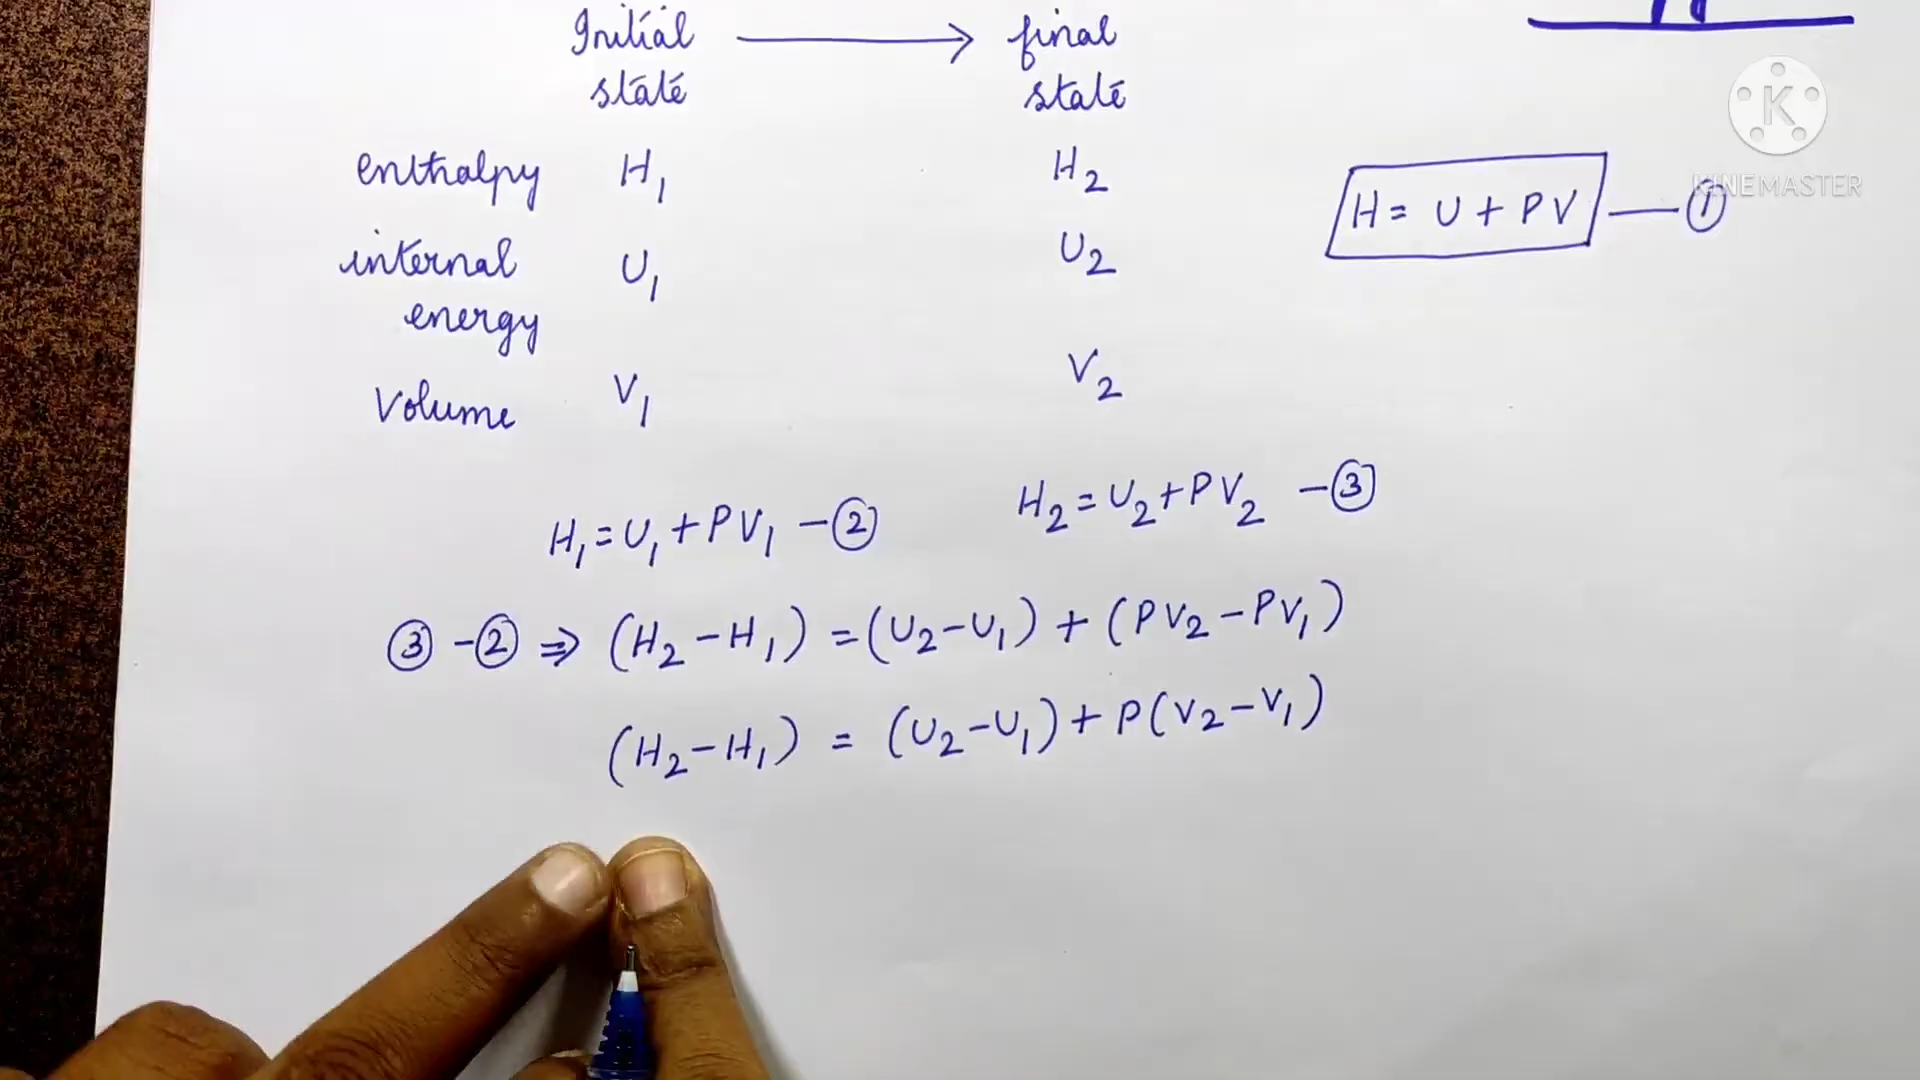 Initial ⟶ final
state state
enthalpy H₁ H₂
internal U₁ U₂
energy
Volume V₁ V₂
H = U + PV — ①
K
KINEMASTER
H₁ = U₁ + PV₁ – ②
H₂ = U₂ + PV₂ – ③
③ – ② ⇒ (H₂ – H₁) = (U₂ – U₁) + (PV₂ – PV₁)
(H₂ – H₁) = (U₂ – U₁) + P(V₂ – V₁)